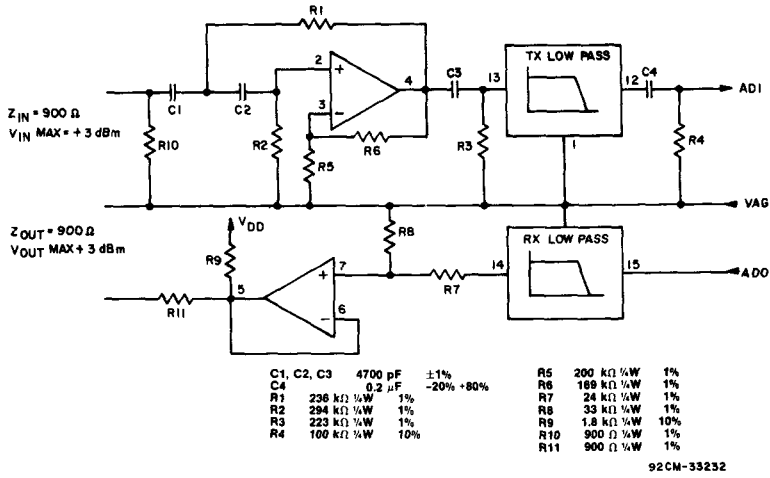 R1
2
+
C1
C2
3
−
4
C3
13
TX LOW PASS
12
C4
ADI
ZIN = 900 Ω
VIN MAX = +3 dBm
R10
R2
R5
R6
R3
1
R4
VAG
ZOUT = 900 Ω
VOUT MAX + 3 dBm
VDD
R9
R8
RX LOW PASS
5
+
7
14
15
ADO
R7
6
−
R11
C1, C2, C3 4700 pF ±1%
C4 0.2 µF -20% +80%
R1 236 kΩ ¼W 1%
R2 294 kΩ ¼W 1%
R3 223 kΩ ¼W 1%
R4 100 kΩ ¼W 10%
R5 200 kΩ ¼W 1%
R6 169 kΩ ¼W 1%
R7 24 kΩ ¼W 1%
R8 33 kΩ ¼W 1%
R9 1.8 kΩ ¼W 10%
R10 900 Ω ¼W 1%
R11 900 Ω ¼W 1%
92CM-33232